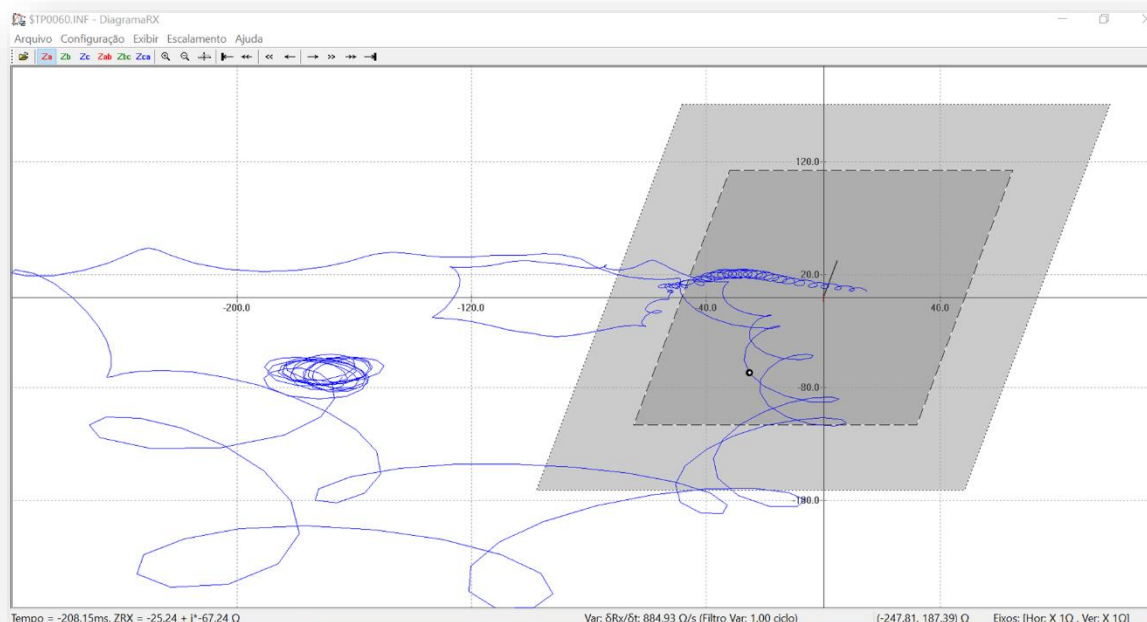 $TP0060.INF - DiagramaRX
Arquivo Configuração Exibir Escalamento Ajuda
Za Zb Zc Zab Zbc Zca
120.0
20.0
-200.0 -120.0 -40.0 40.0
-80.0
-180.0
Tempo = -208.15ms, ZRX = -25.24 + j*-67.24 Ω Var: δRx/δt: 884.93 Ω/s (Filtro Var: 1,00 ciclo) (-247.81, 187.39) Ω Eixos: [Hor: X 1Ω, Ver: X 1Ω]